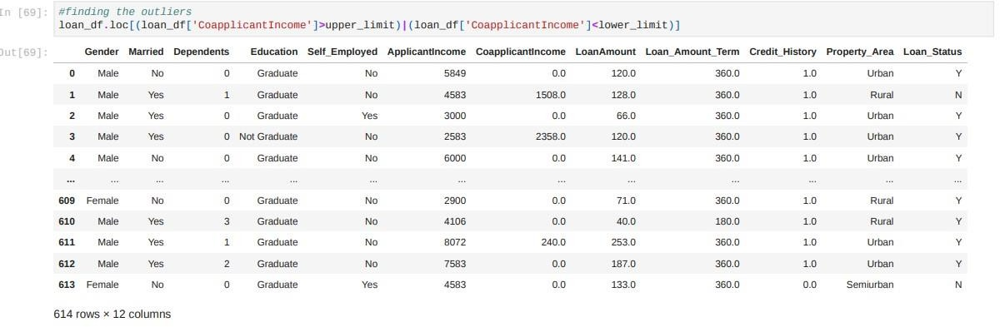 In [69]: #finding the outliers
loan_df.loc[(loan_df['CoapplicantIncome']>upper_limit)|(loan_df['CoapplicantIncome']<lower_limit)]
Out[69]:
Gender Married Dependents Education Self_Employed ApplicantIncome CoapplicantIncome LoanAmount Loan_Amount_Term Credit_History Property_Area Loan_Status
0 Male No 0 Graduate No 5849 0.0 120.0 360.0 1.0 Urban Y
1 Male Yes 1 Graduate No 4583 1508.0 128.0 360.0 1.0 Rural N
2 Male Yes 0 Graduate Yes 3000 0.0 66.0 360.0 1.0 Urban Y
3 Male Yes 0 Not Graduate No 2583 2358.0 120.0 360.0 1.0 Urban Y
4 Male No 0 Graduate No 6000 0.0 141.0 360.0 1.0 Urban Y
... ... ... ... ... ... ... ... ... ... ... ... ...
609 Female No 0 Graduate No 2900 0.0 71.0 360.0 1.0 Rural Y
610 Male Yes 3 Graduate No 4106 0.0 40.0 180.0 1.0 Rural Y
611 Male Yes 1 Graduate No 8072 240.0 253.0 360.0 1.0 Urban Y
612 Male Yes 2 Graduate No 7583 0.0 187.0 360.0 1.0 Urban Y
613 Female No 0 Graduate Yes 4583 0.0 133.0 360.0 0.0 Semiurban N
614 rows × 12 columns